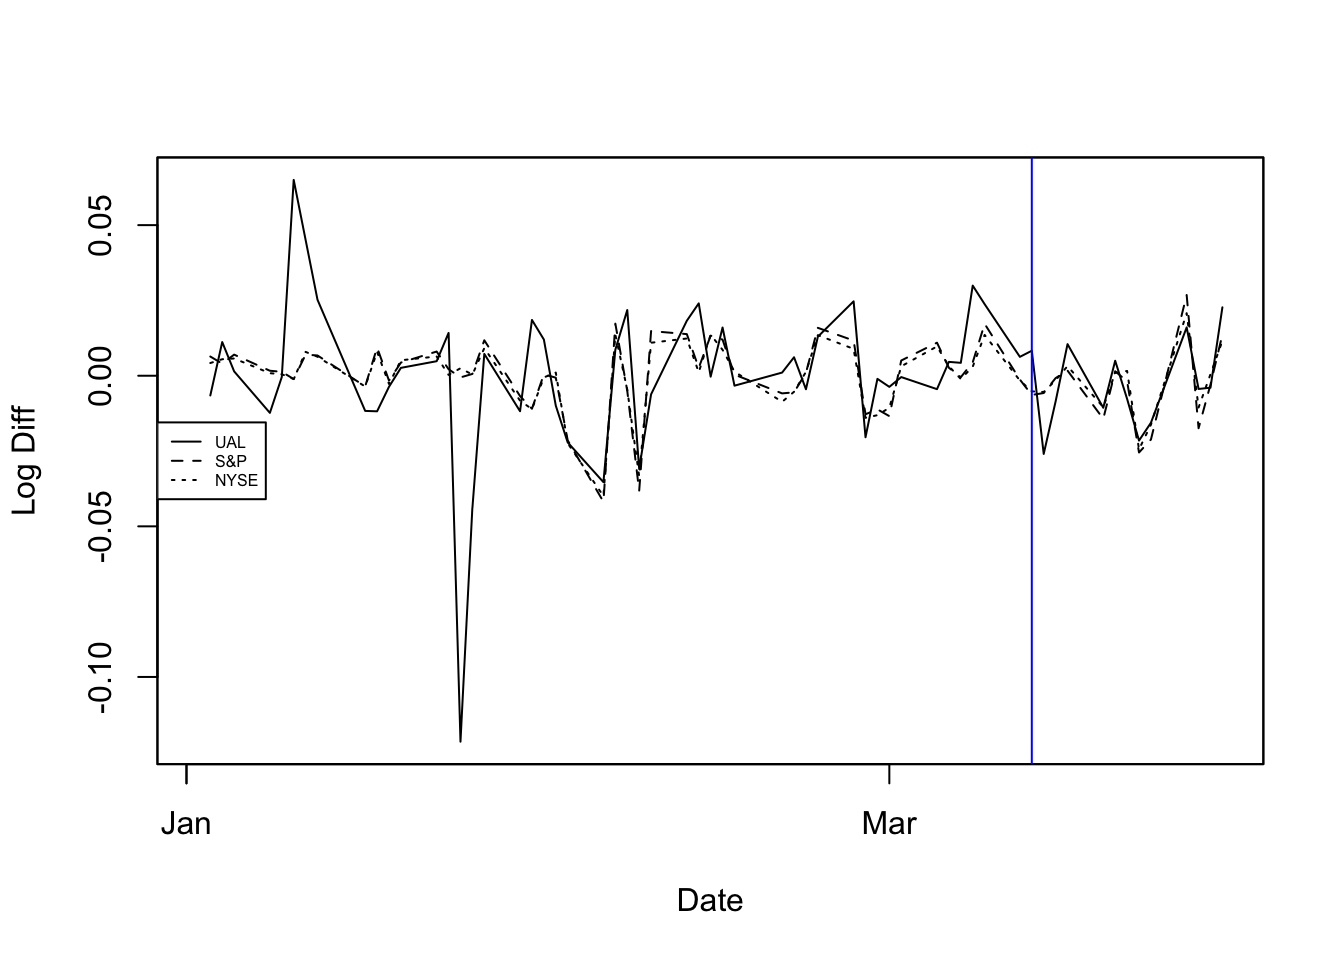 0.05
0.00
-0.05
-0.10
Log Diff
UAL
S&P
NYSE
Jan
Mar
Date